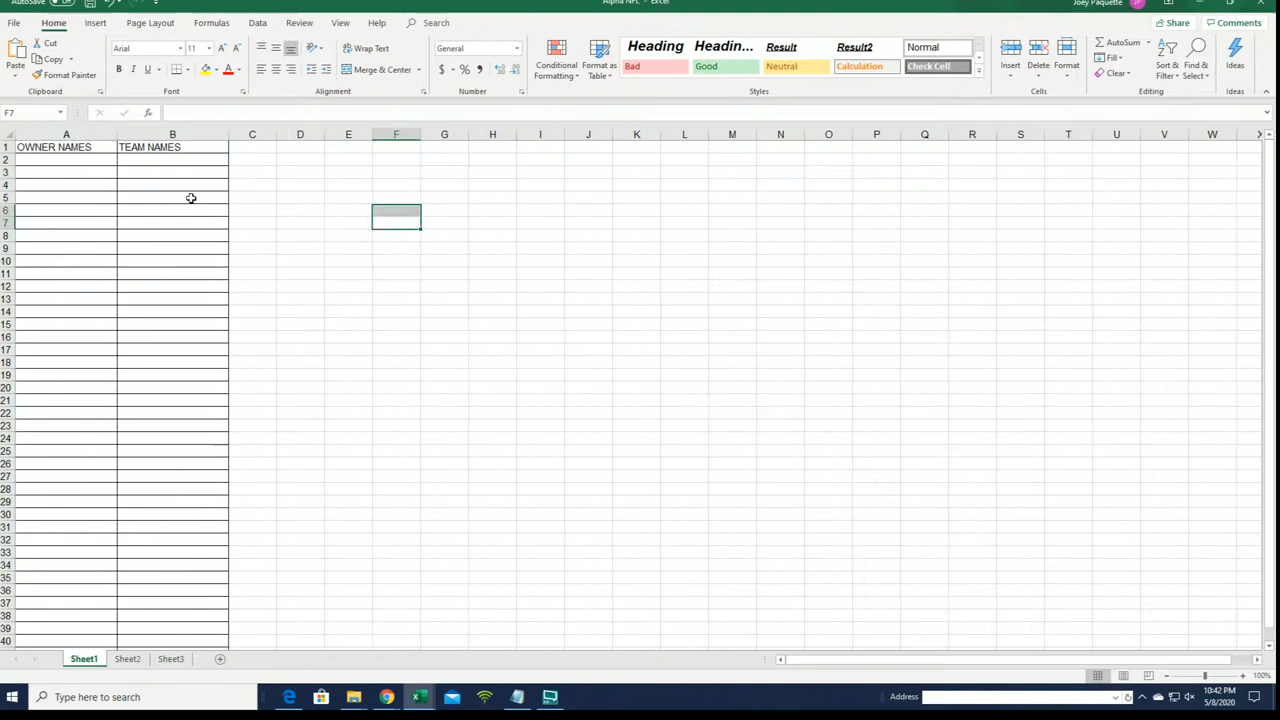 AutoSave Off Alpha NFL - Excel Joey Paquette JP
File Home Insert Page Layout Formulas Data Review View Help Search Share Comments
Paste Cut Copy Format Painter Clipboard
Arial 11 A A B I U A Font
Wrap Text Merge & Center Alignment
General $ % , Number
Conditional Formatting Format as Table
Heading Headin... Result Result2 Normal
Bad Good Neutral Calculation Check Cell
Styles
Insert Delete Format Cells
AutoSum Fill Clear Sort & Filter Find & Select Editing
Ideas Ideas
F7 fx
A B C D E F G H I J K L M N O P Q R S T U V W X
1 OWNER NAMES TEAM NAMES
2
3
4
5
6
7
8
9
10
11
12
13
14
15
16
17
18
19
20
21
22
23
24
25
26
27
28
29
30
31
32
33
34
35
36
37
38
39
40
Sheet1 Sheet2 Sheet3
100%
Type here to search Address 10:42 PM
5/8/2020